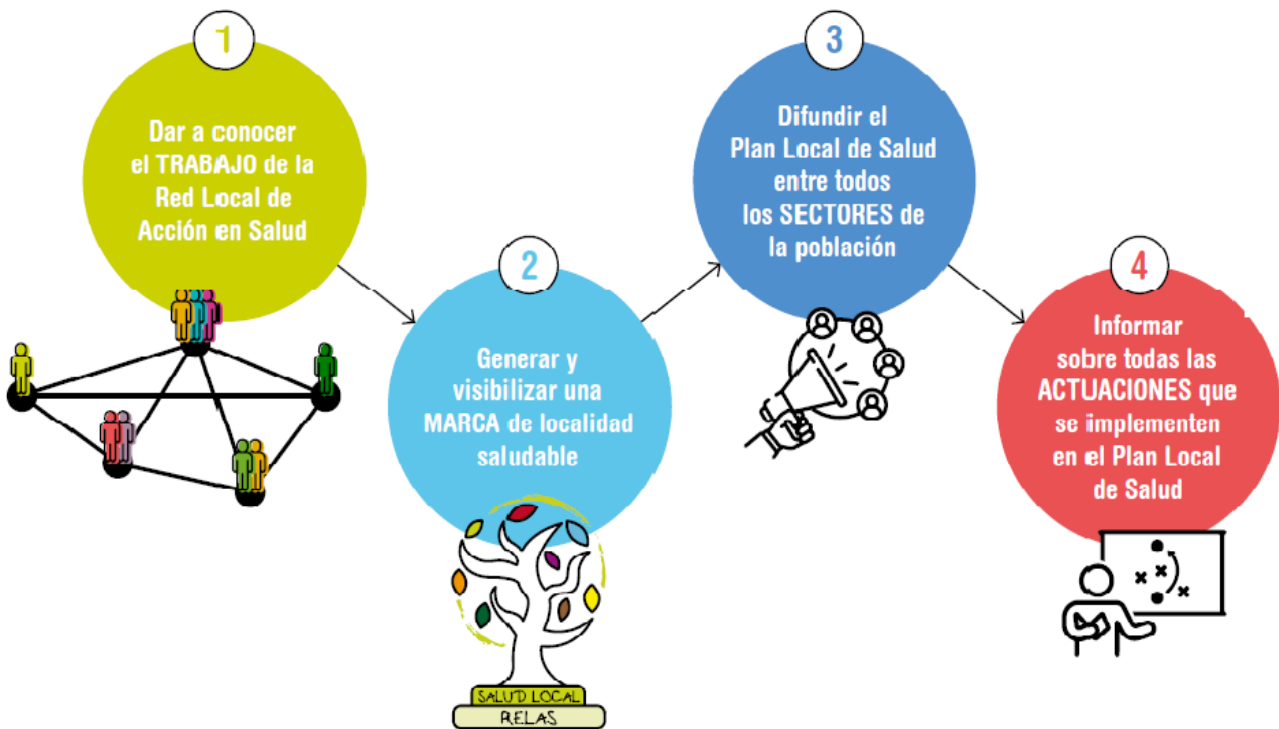 1
Dar a conocer
el TRABAJO de la
Red Local de
Acción en Salud
2
Generar y
visibilizar una
MARCA de localidad
saludable
SALUD LOCAL
RELAS
3
Difundir el
Plan Local de Salud
entre todos
los SECTORES de
la población
4
Informar
sobre todas las
ACTUACIONES que
se implementen
en el Plan Local
de Salud